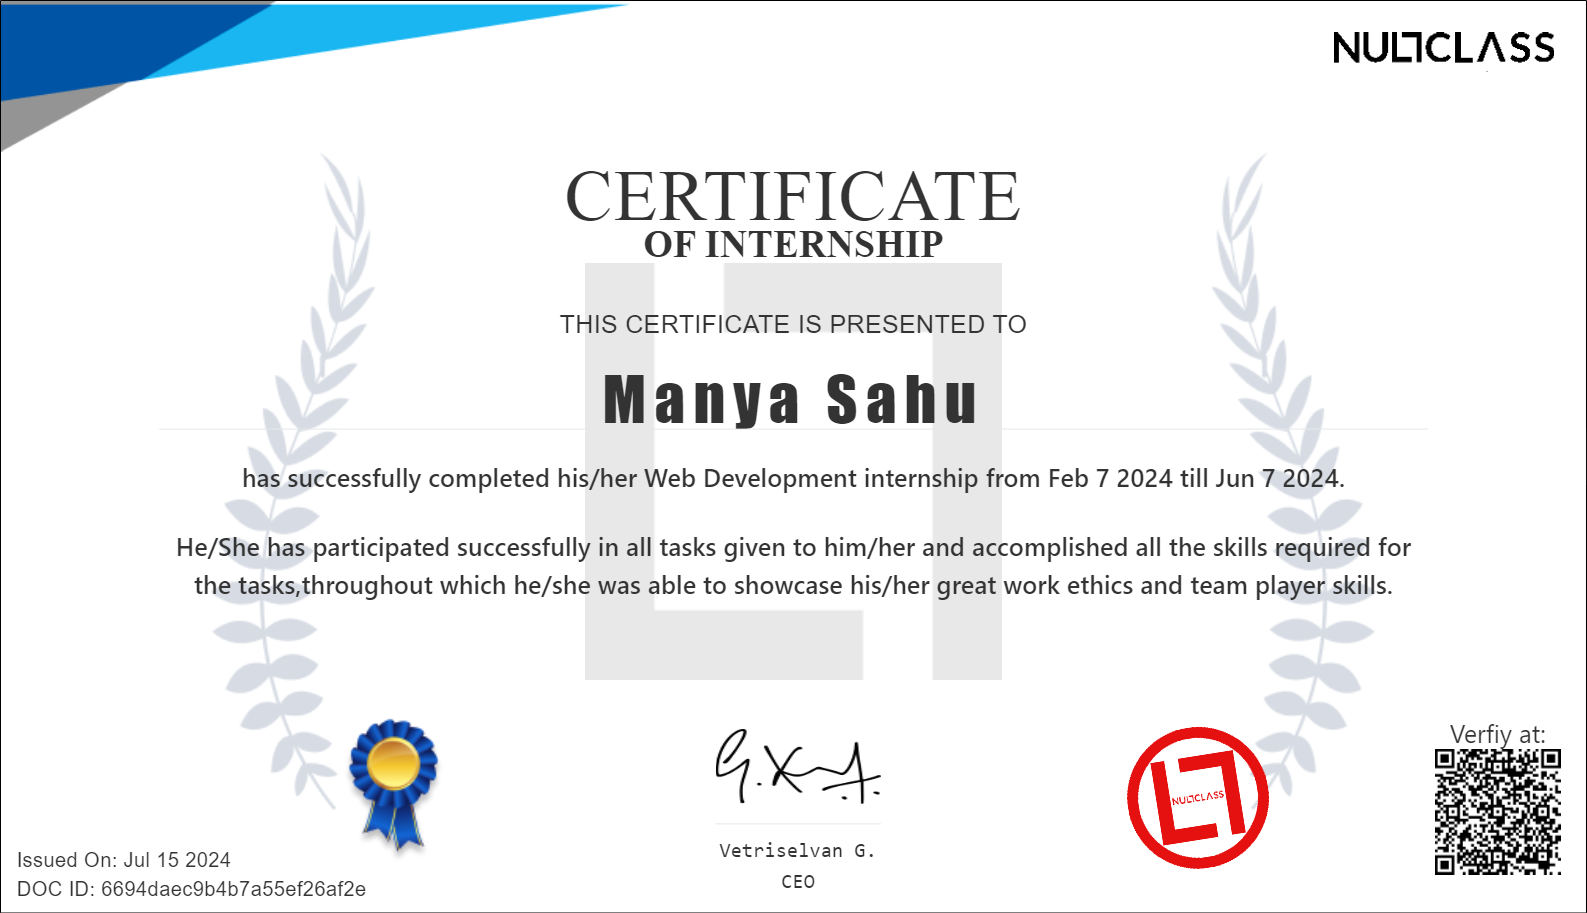 NULLCLASS
CERTIFICATE
OF INTERNSHIP
THIS CERTIFICATE IS PRESENTED TO
Manya Sahu
has successfully completed his/her Web Development internship from Feb 7 2024 till Jun 7 2024.
He/She has participated successfully in all tasks given to him/her and accomplished all the skills required for
the tasks,throughout which he/she was able to showcase his/her great work ethics and team player skills.
Verfiy at:
NULLCLASS
Vetriselvan G.
CEO
Issued On: Jul 15 2024
DOC ID: 6694daec9b4b7a55ef26af2e